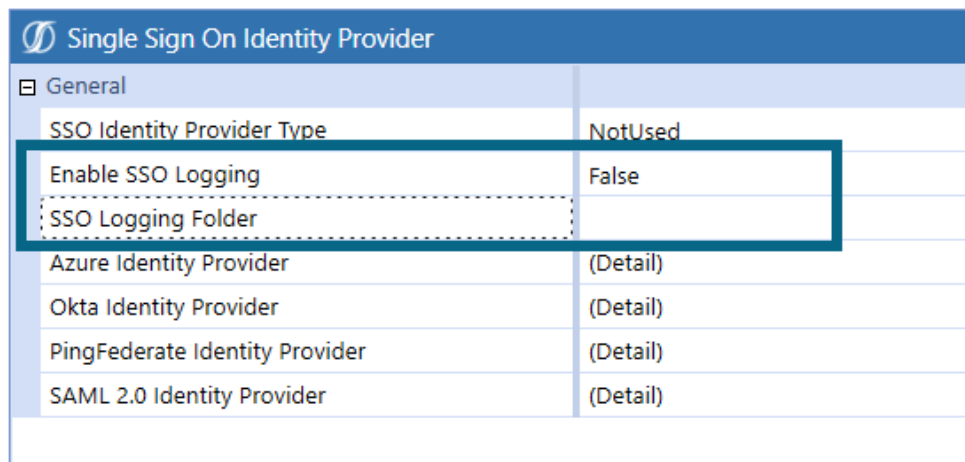 Single Sign On Identity Provider
General
SSO Identity Provider Type NotUsed
Enable SSO Logging False
SSO Logging Folder
Azure Identity Provider (Detail)
Okta Identity Provider (Detail)
PingFederate Identity Provider (Detail)
SAML 2.0 Identity Provider (Detail)